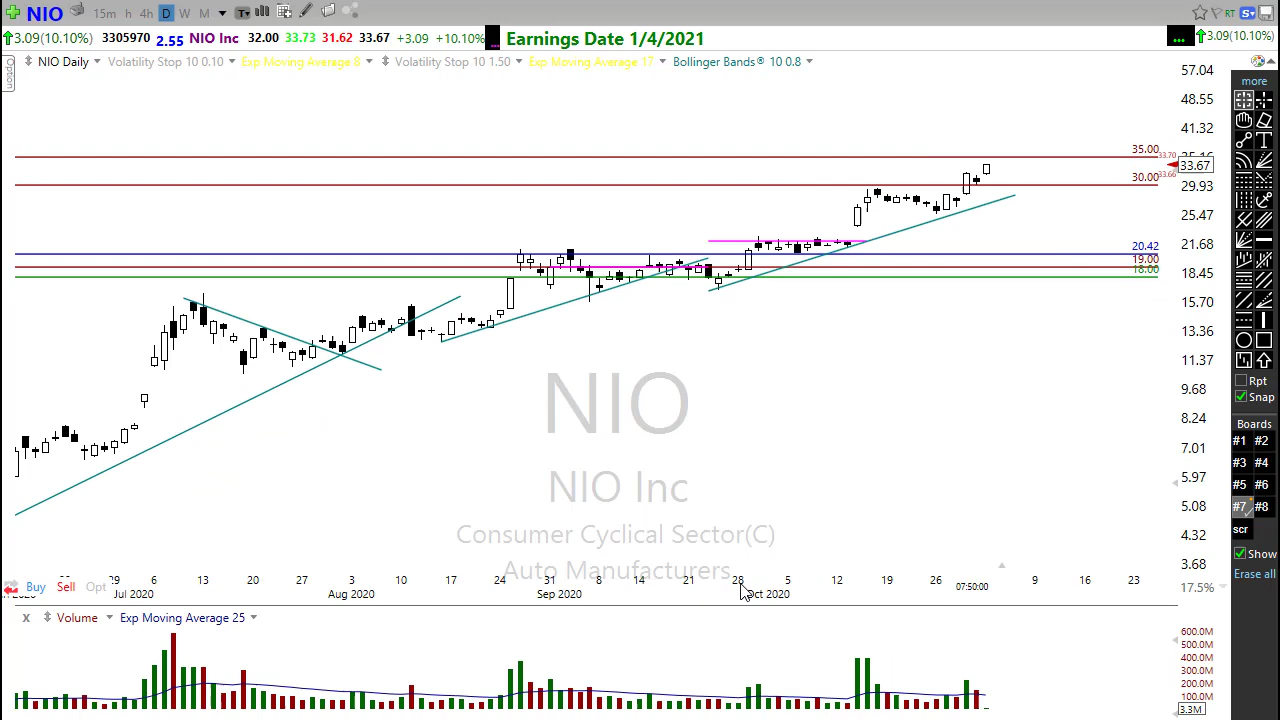 NIO 15m h 4h D W M T RT S
3.09(10.10%) 3305970 2.55 NIO Inc 32.00 33.73 31.62 33.67 +3.09 +10.10% ... Earnings Date 1/4/2021 ... 3.09(10.10%)
Option
NIO Daily Volatility Stop 10 0.10 Exp Moving Average 8 Volatility Stop 10 1.50 Exp Moving Average 17 Bollinger Bands® 10 0.8
57.04
more
48.55
41.32
35.00
33.70
33.67
33.66
30.00
29.93
25.47
21.68
20.42
19.00
18.00
18.45
15.70
13.36
11.37
9.68
8.24
7.01
5.97
5.08
4.32
3.68
17.5%
Rpt
Snap
Boards
#1 #2
#3 #4
#5 #6
#7 #8
scr
Show
Erase all
NIO
NIO Inc
Consumer Cyclical Sector(C)
Auto Manufacturers
Buy Sell Opt
6 13 20 27 3 10 17 24 31 8 14 21 28 5 12 19 26 07:50:00 9 16 23
Jul 2020 Aug 2020 Sep 2020 Oct 2020
x Volume Exp Moving Average 25
600.0M
500.0M
400.0M
300.0M
200.0M
100.0M
3.3M